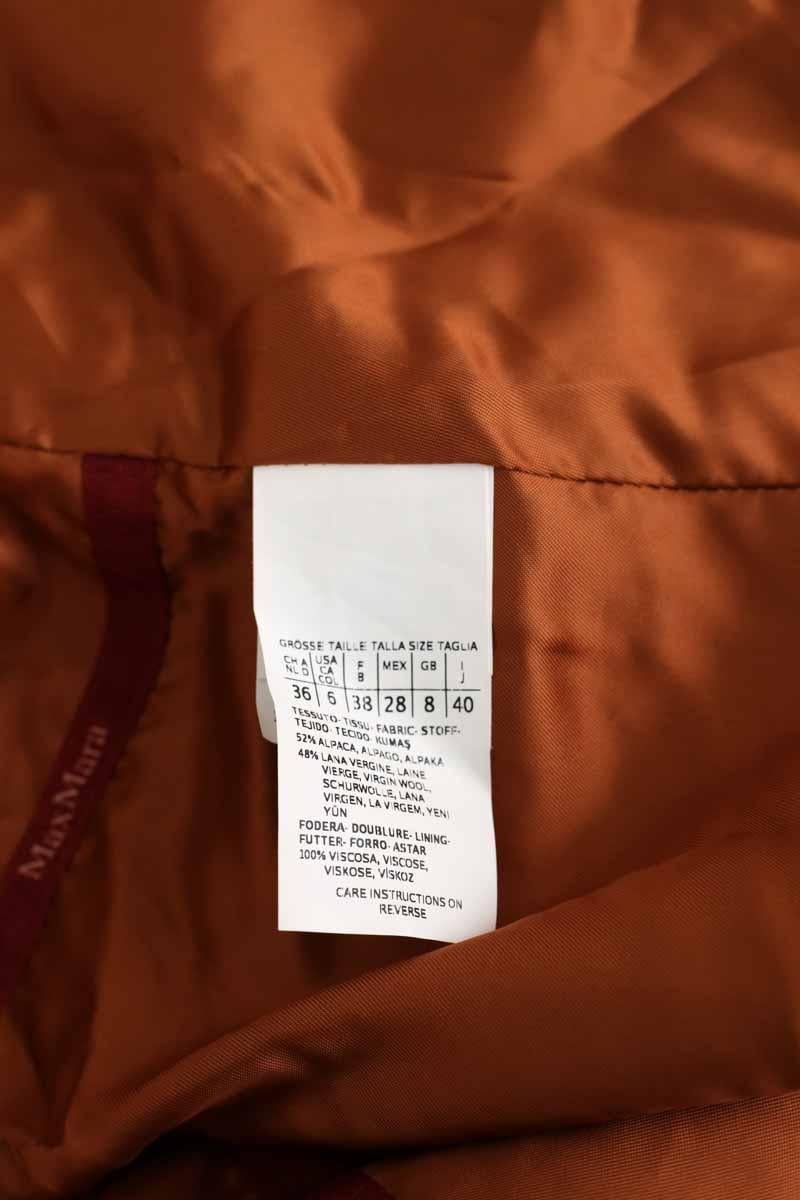 GRÖSSE TAILLE TALLA SIZE TAGLIA
CH A NL D USA CA COL F B MEX GB I J
36 6 38 28 8 40
TESSUTO- TISSU- FABRIC- STOFF-
TEJIDO- TECIDO- KUMAŞ
52% ALPACA, ALPAGO, ALPAKA
48% LANA VERGINE, LAINE
VIERGE, VIRGIN WOOL,
SCHURWOLLE, LANA
VIRGEN, LA VIRGEM, YENI
YÜN
FODERA- DOUBLURE- LINING-
FUTTER- FORRO- ASTAR
100% VISCOSA, VISCOSE,
VISKOSE, VİSKOZ
CARE INSTRUCTIONS ON
REVERSE
MaxMara